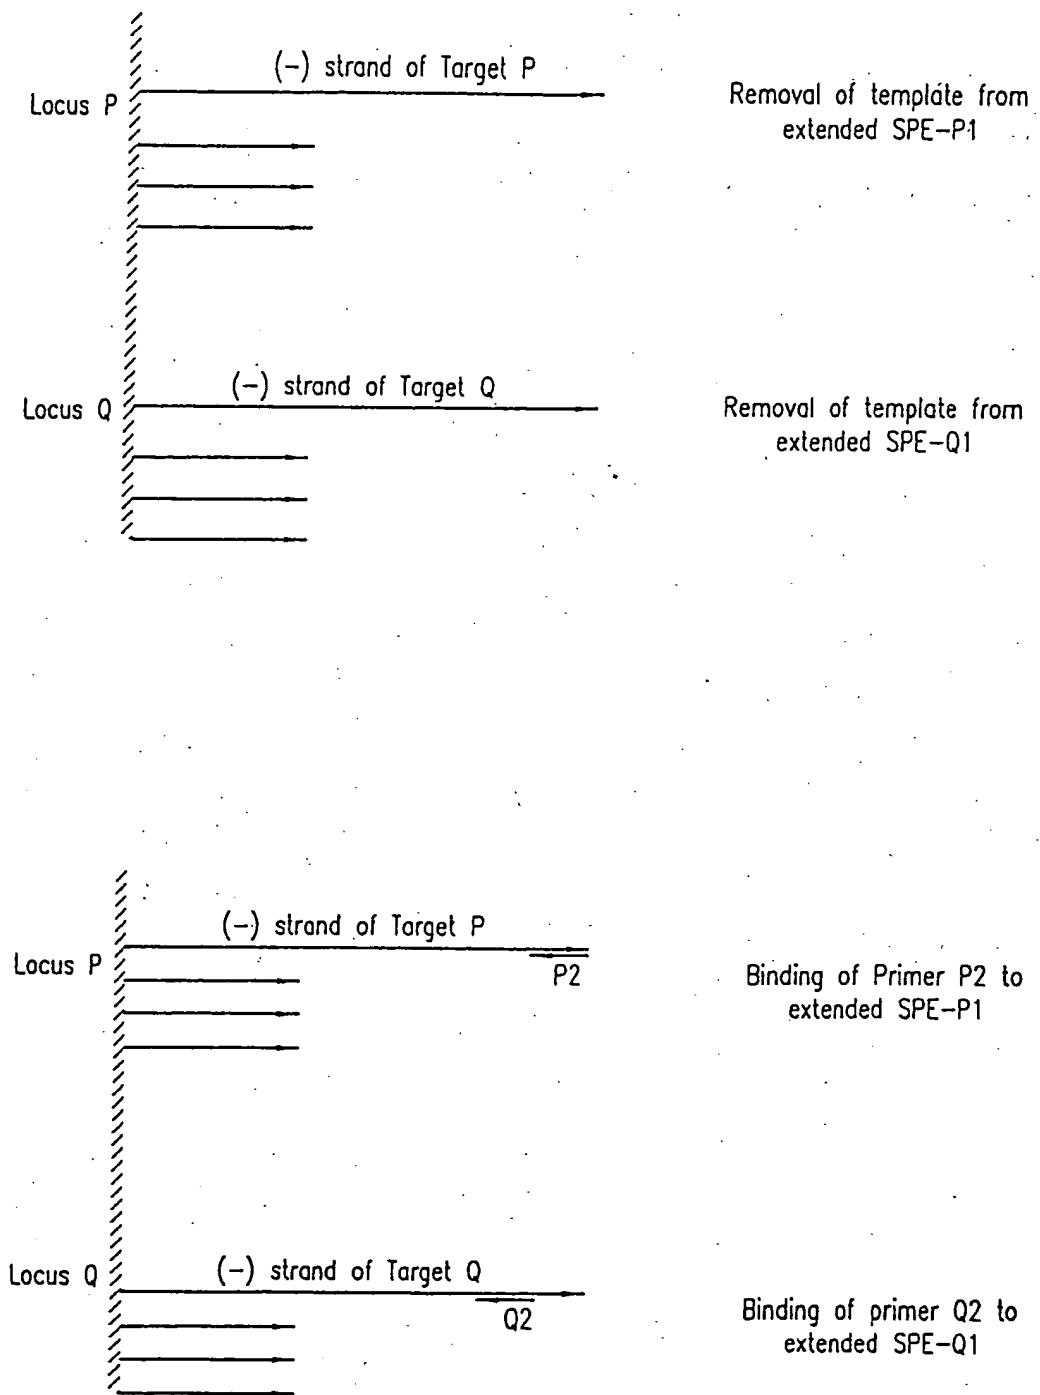 (-) strand of Target P
Locus P
Removal of template from
extended SPE-P1
(-) strand of Target Q
Locus Q
Removal of template from
extended SPE-Q1
(-) strand of Target P
Locus P
P2
Binding of Primer P2 to
extended SPE-P1
(-) strand of Target Q
Locus Q
Q2
Binding of primer Q2 to
extended SPE-Q1